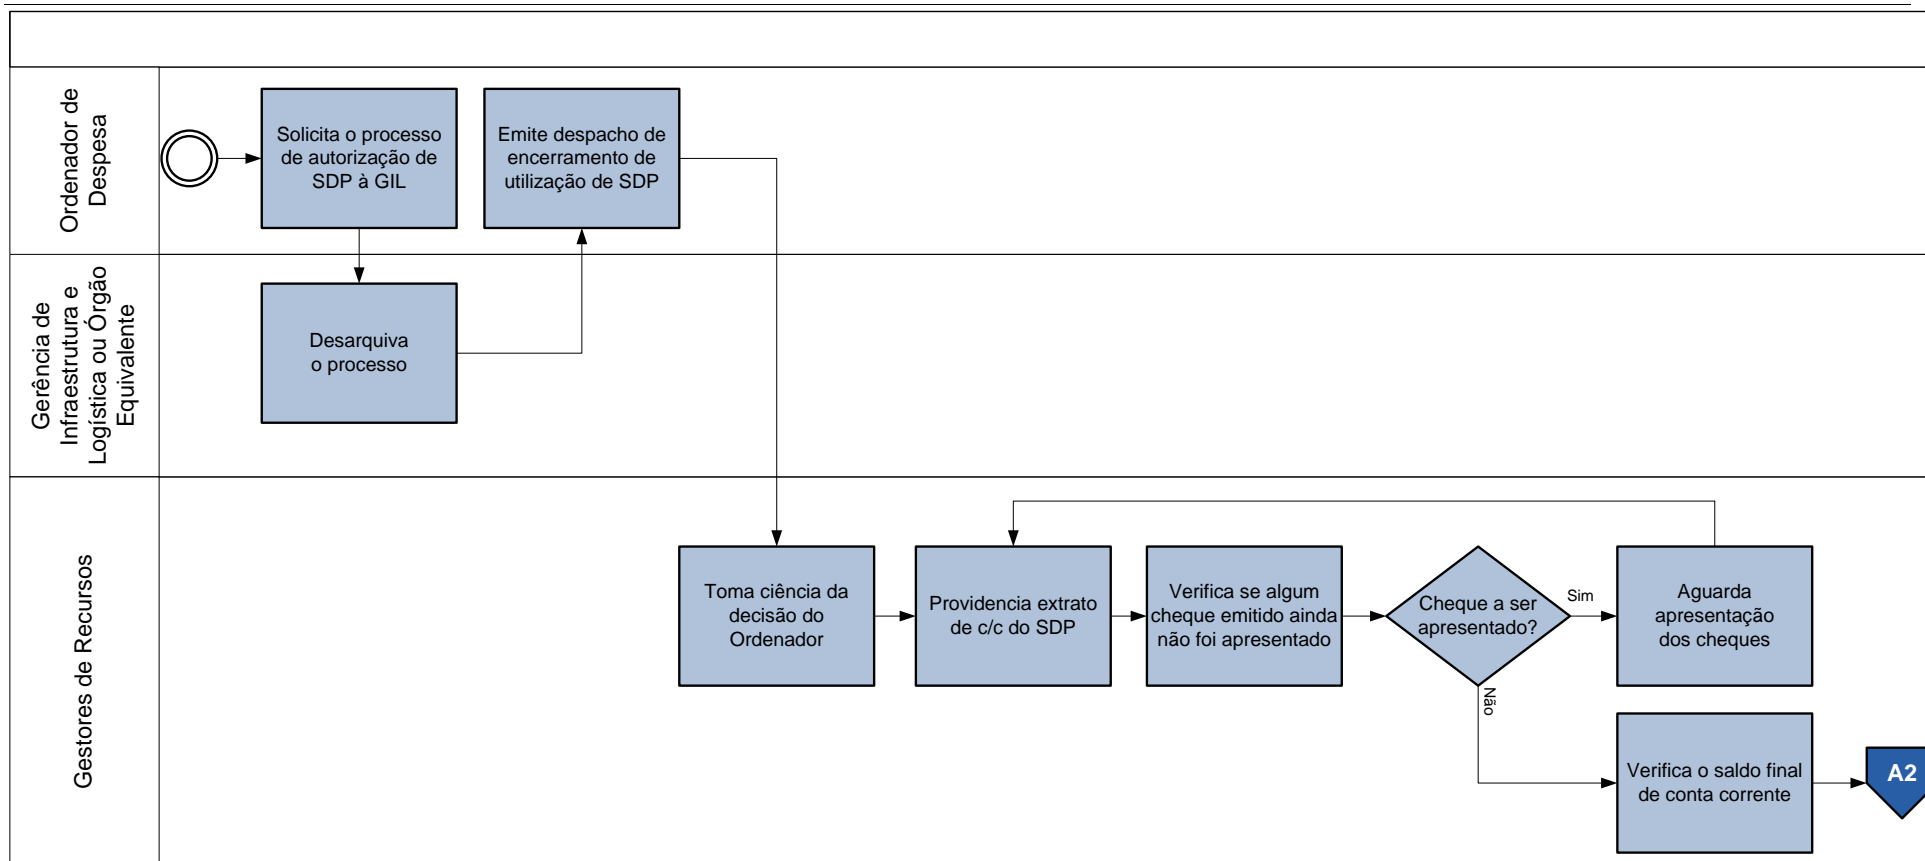 Ordenador de
Despesa
Solicita o processo
de autorização de
SDP à GIL
Emite despacho de
encerramento de
utilização de SDP
Gerência de
Infraestrutura e
Logística ou Órgão
Equivalente
Desarquiva
o processo
Gestores de Recursos
Toma ciência da
decisão do
Ordenador
Providencia extrato
de c/c do SDP
Verifica se algum
cheque emitido ainda
não foi apresentado
Cheque a ser
apresentado?
Sim
Aguarda
apresentação
dos cheques
Não
Verifica o saldo final
de conta corrente
A2